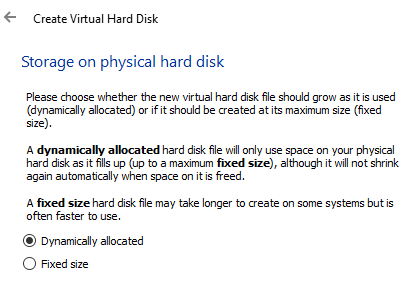 Create Virtual Hard Disk
Storage on physical hard disk
Please choose whether the new virtual hard disk file should grow as it is used
(dynamically allocated) or if it should be created at its maximum size (fixed
size).
A dynamically allocated hard disk file will only use space on your physical
hard disk as it fills up (up to a maximum fixed size), although it will not shrink
again automatically when space on it is freed.
A fixed size hard disk file may take longer to create on some systems but is
often faster to use.
Dynamically allocated
Fixed size